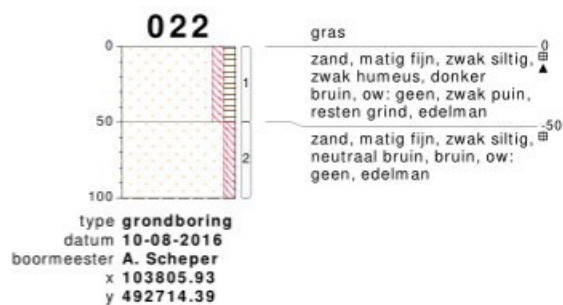 022
gras
0
0
zand, matig fijn, zwak siltig,
zwak humeus, donker
bruin, ow: geen, zwak puin,
resten grind, edelman
1
50
-50
zand, matig fijn, zwak siltig,
neutraal bruin, bruin, ow:
geen, edelman
2
100
type grondboring
datum 10-08-2016
boormeester A. Scheper
x 103805.93
y 492714.39